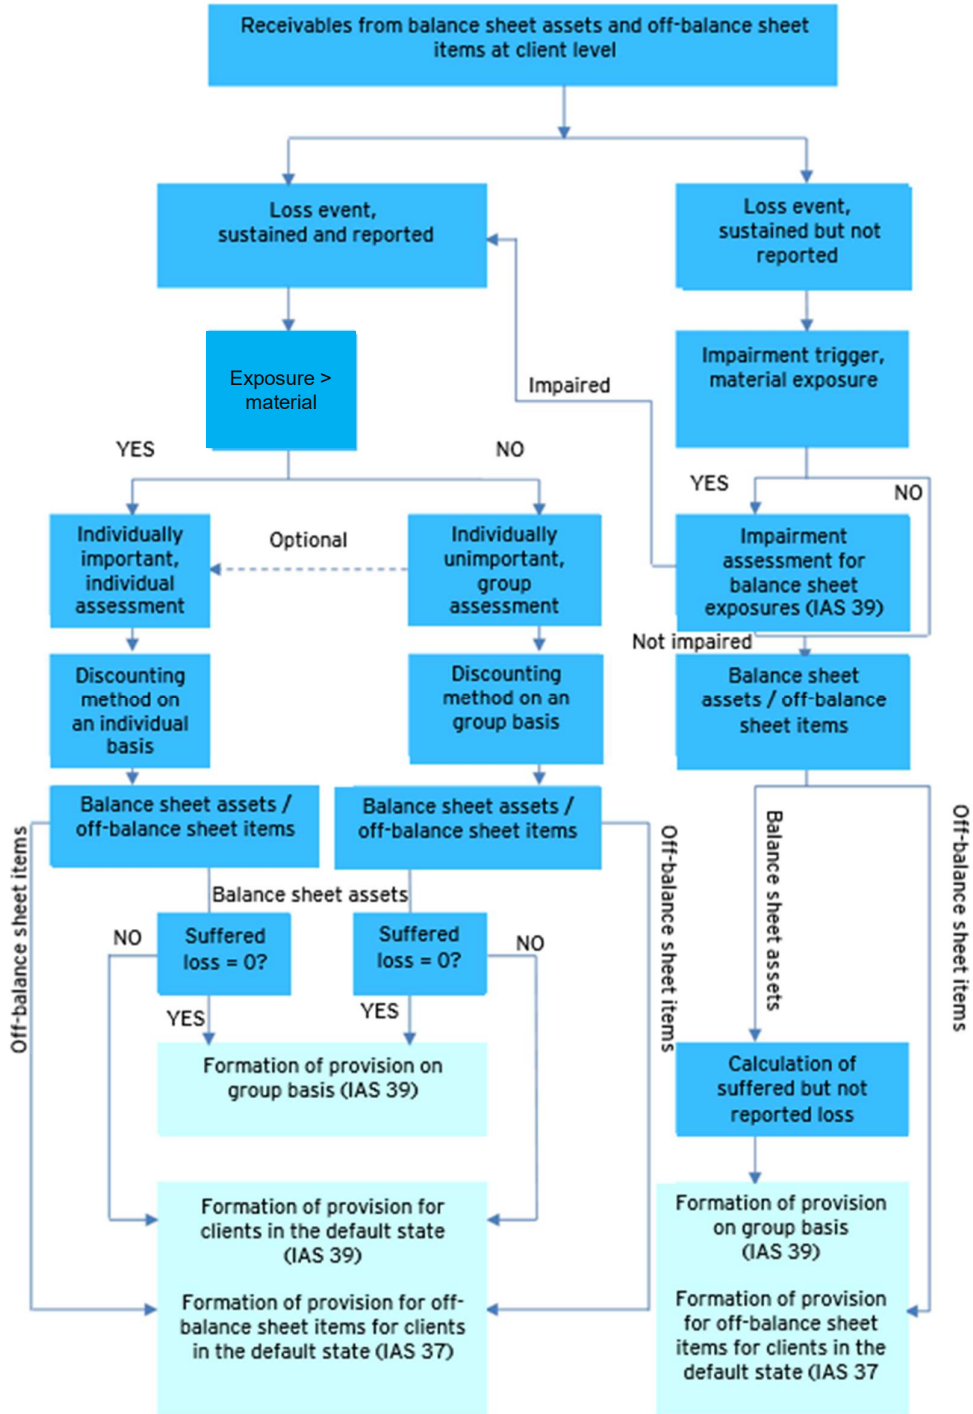 Receivables from balance sheet assets and off-balance sheet
items at client level
Loss event,
sustained and reported
Loss event,
sustained but not
reported
Exposure >
material
Impairment trigger,
material exposure
Impaired
YES
NO
YES
NO
Individually
important,
individual
assessment
Optional
Individually
unimportant,
group
assessment
Impairment
assessment for
balance sheet
exposures (IAS 39)
Not impaired
Discounting
method on
an individual
basis
Discounting
method on an
group basis
Balance sheet
assets / off-balance
sheet items
Balance sheet assets /
off-balance sheet items
Balance sheet assets /
off-balance sheet items
Off-balance sheet items
Balance sheet assets
Off-balance sheet items
Balance sheet assets
Off-balance sheet items
NO
Suffered
loss = 0?
Suffered
loss = 0?
NO
YES
YES
Formation of provision on
group basis (IAS 39)
Calculation of
suffered but not
reported loss
Formation of provision for
clients in the default state
(IAS 39)
Formation of provision for off-
balance sheet items for clients
in the default state (IAS 37)
Formation of provision
on group basis
(IAS 39)
Formation of provision
for off-balance sheet
items for clients in the
default state (IAS 37